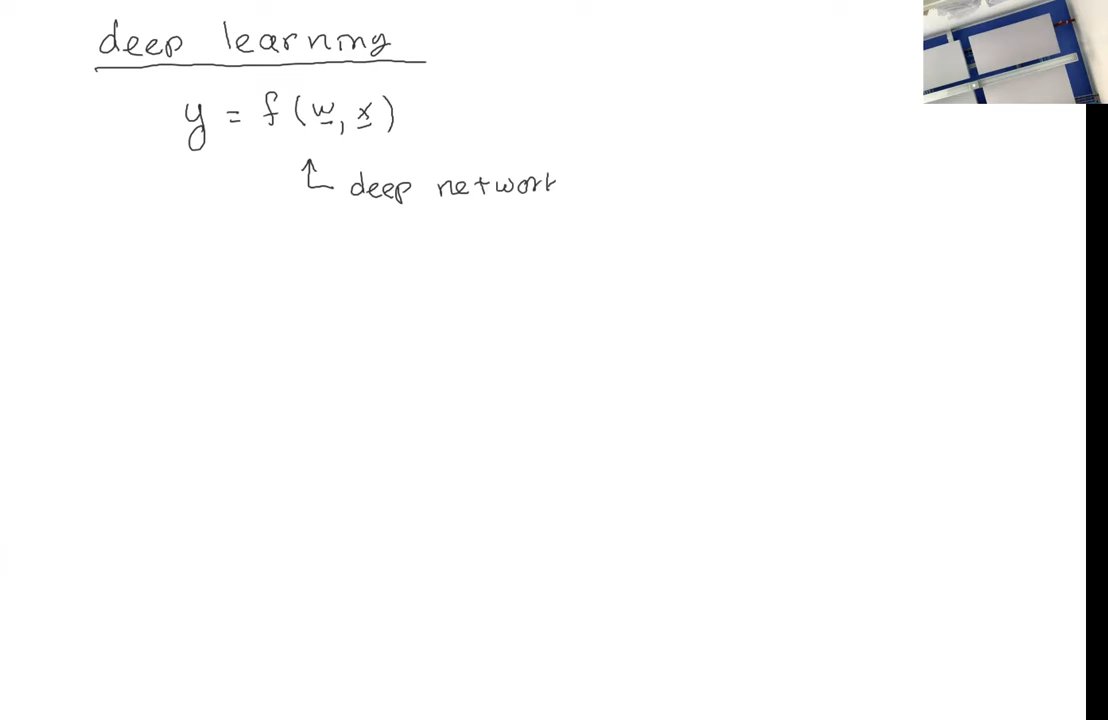 deep learning
y = f(w, x)
deep network